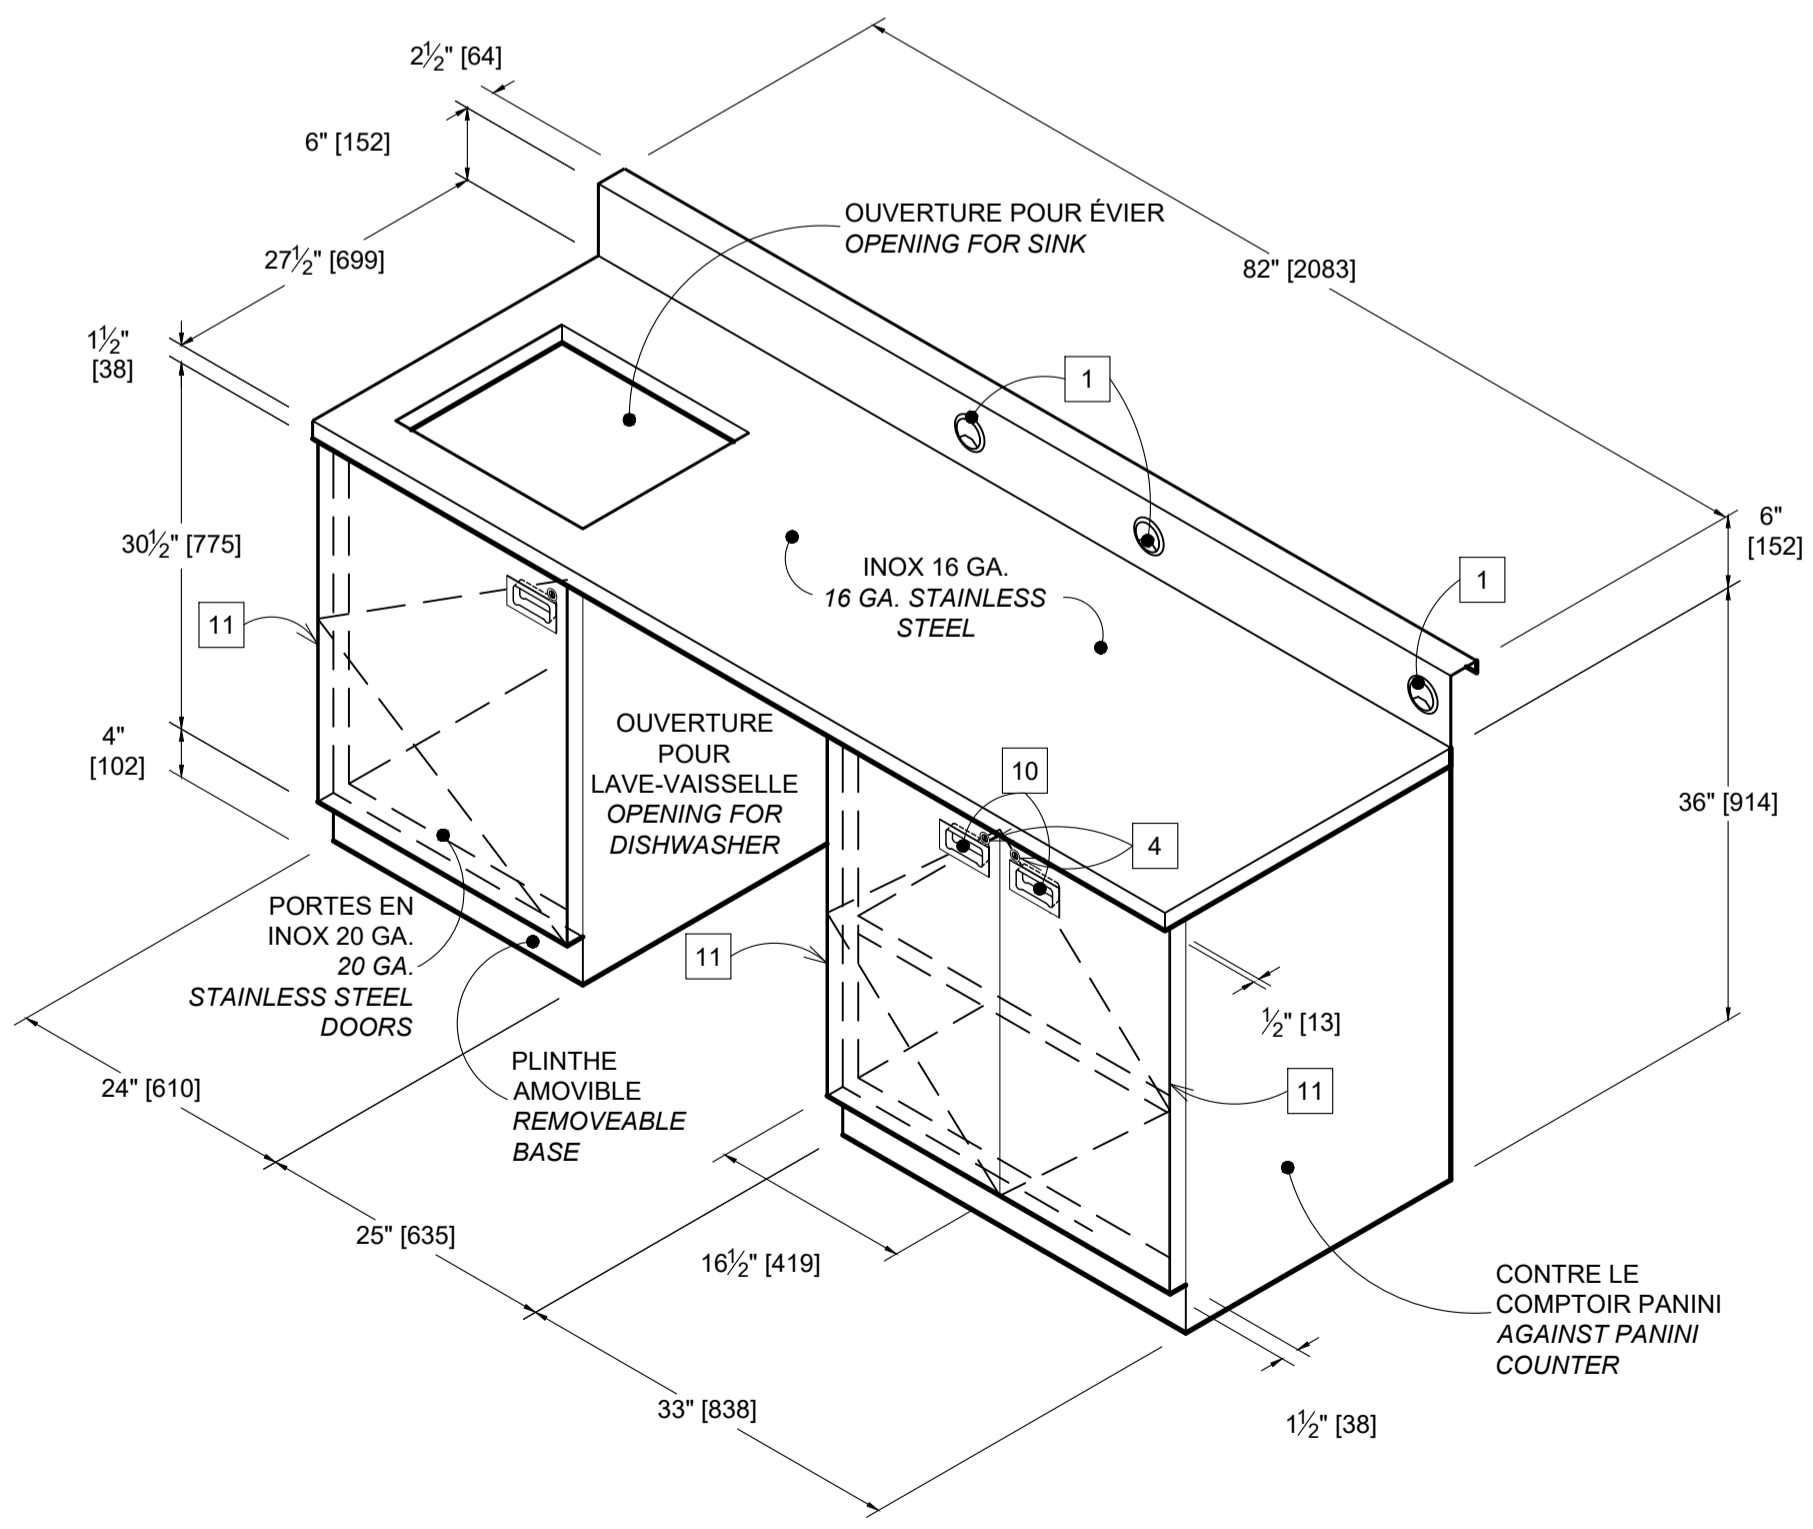 2½" [64]
6" [152]
27½" [699]
1½"
[38]
OUVERTURE POUR ÉVIER
OPENING FOR SINK
82" [2083]
1
6"
[152]
30½" [775]
INOX 16 GA.
16 GA. STAINLESS
STEEL
1
11
4"
[102]
OUVERTURE
POUR
LAVE-VAISSELLE
OPENING FOR
DISHWASHER
10
4
36" [914]
PORTES EN
INOX 20 GA.
20 GA.
STAINLESS STEEL
DOORS
11
½" [13]
11
24" [610]
PLINTHE
AMOVIBLE
REMOVEABLE
BASE
25" [635]
16½" [419]
CONTRE LE
COMPTOIR PANINI
AGAINST PANINI
COUNTER
33" [838]
1½" [38]